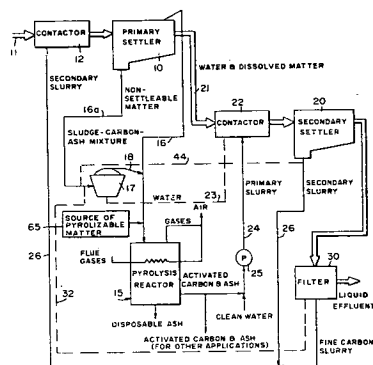 CONTACTOR
11
12
PRIMARY
SETTLER
10
WATER & DISSOLVED MATTER
21
SECONDARY
SLURRY
NON-
SETTLEABLE
MATTER
16a
22
CONTACTOR
20
SECONDARY
SETTLER
SLUDGE-CARBON-
ASH MIXTURE
18
16
44
17
WATER
23
PRIMARY
SLURRY
SECONDARY
SLURRY
AIR
65
SOURCE OF
PYROLIZABLE
MATTER
GASES
24
26
26
FLUE
GASES
PYROLYSIS
REACTOR
P
25
ACTIVATED
CARBON & ASH
30
FILTER
LIQUID
EFFLUENT
32
15
CLEAN WATER
DISPOSABLE ASH
ACTIVATED CARBON & ASH
(FOR OTHER APPLICATIONS)
FINE CARBON
SLURRY